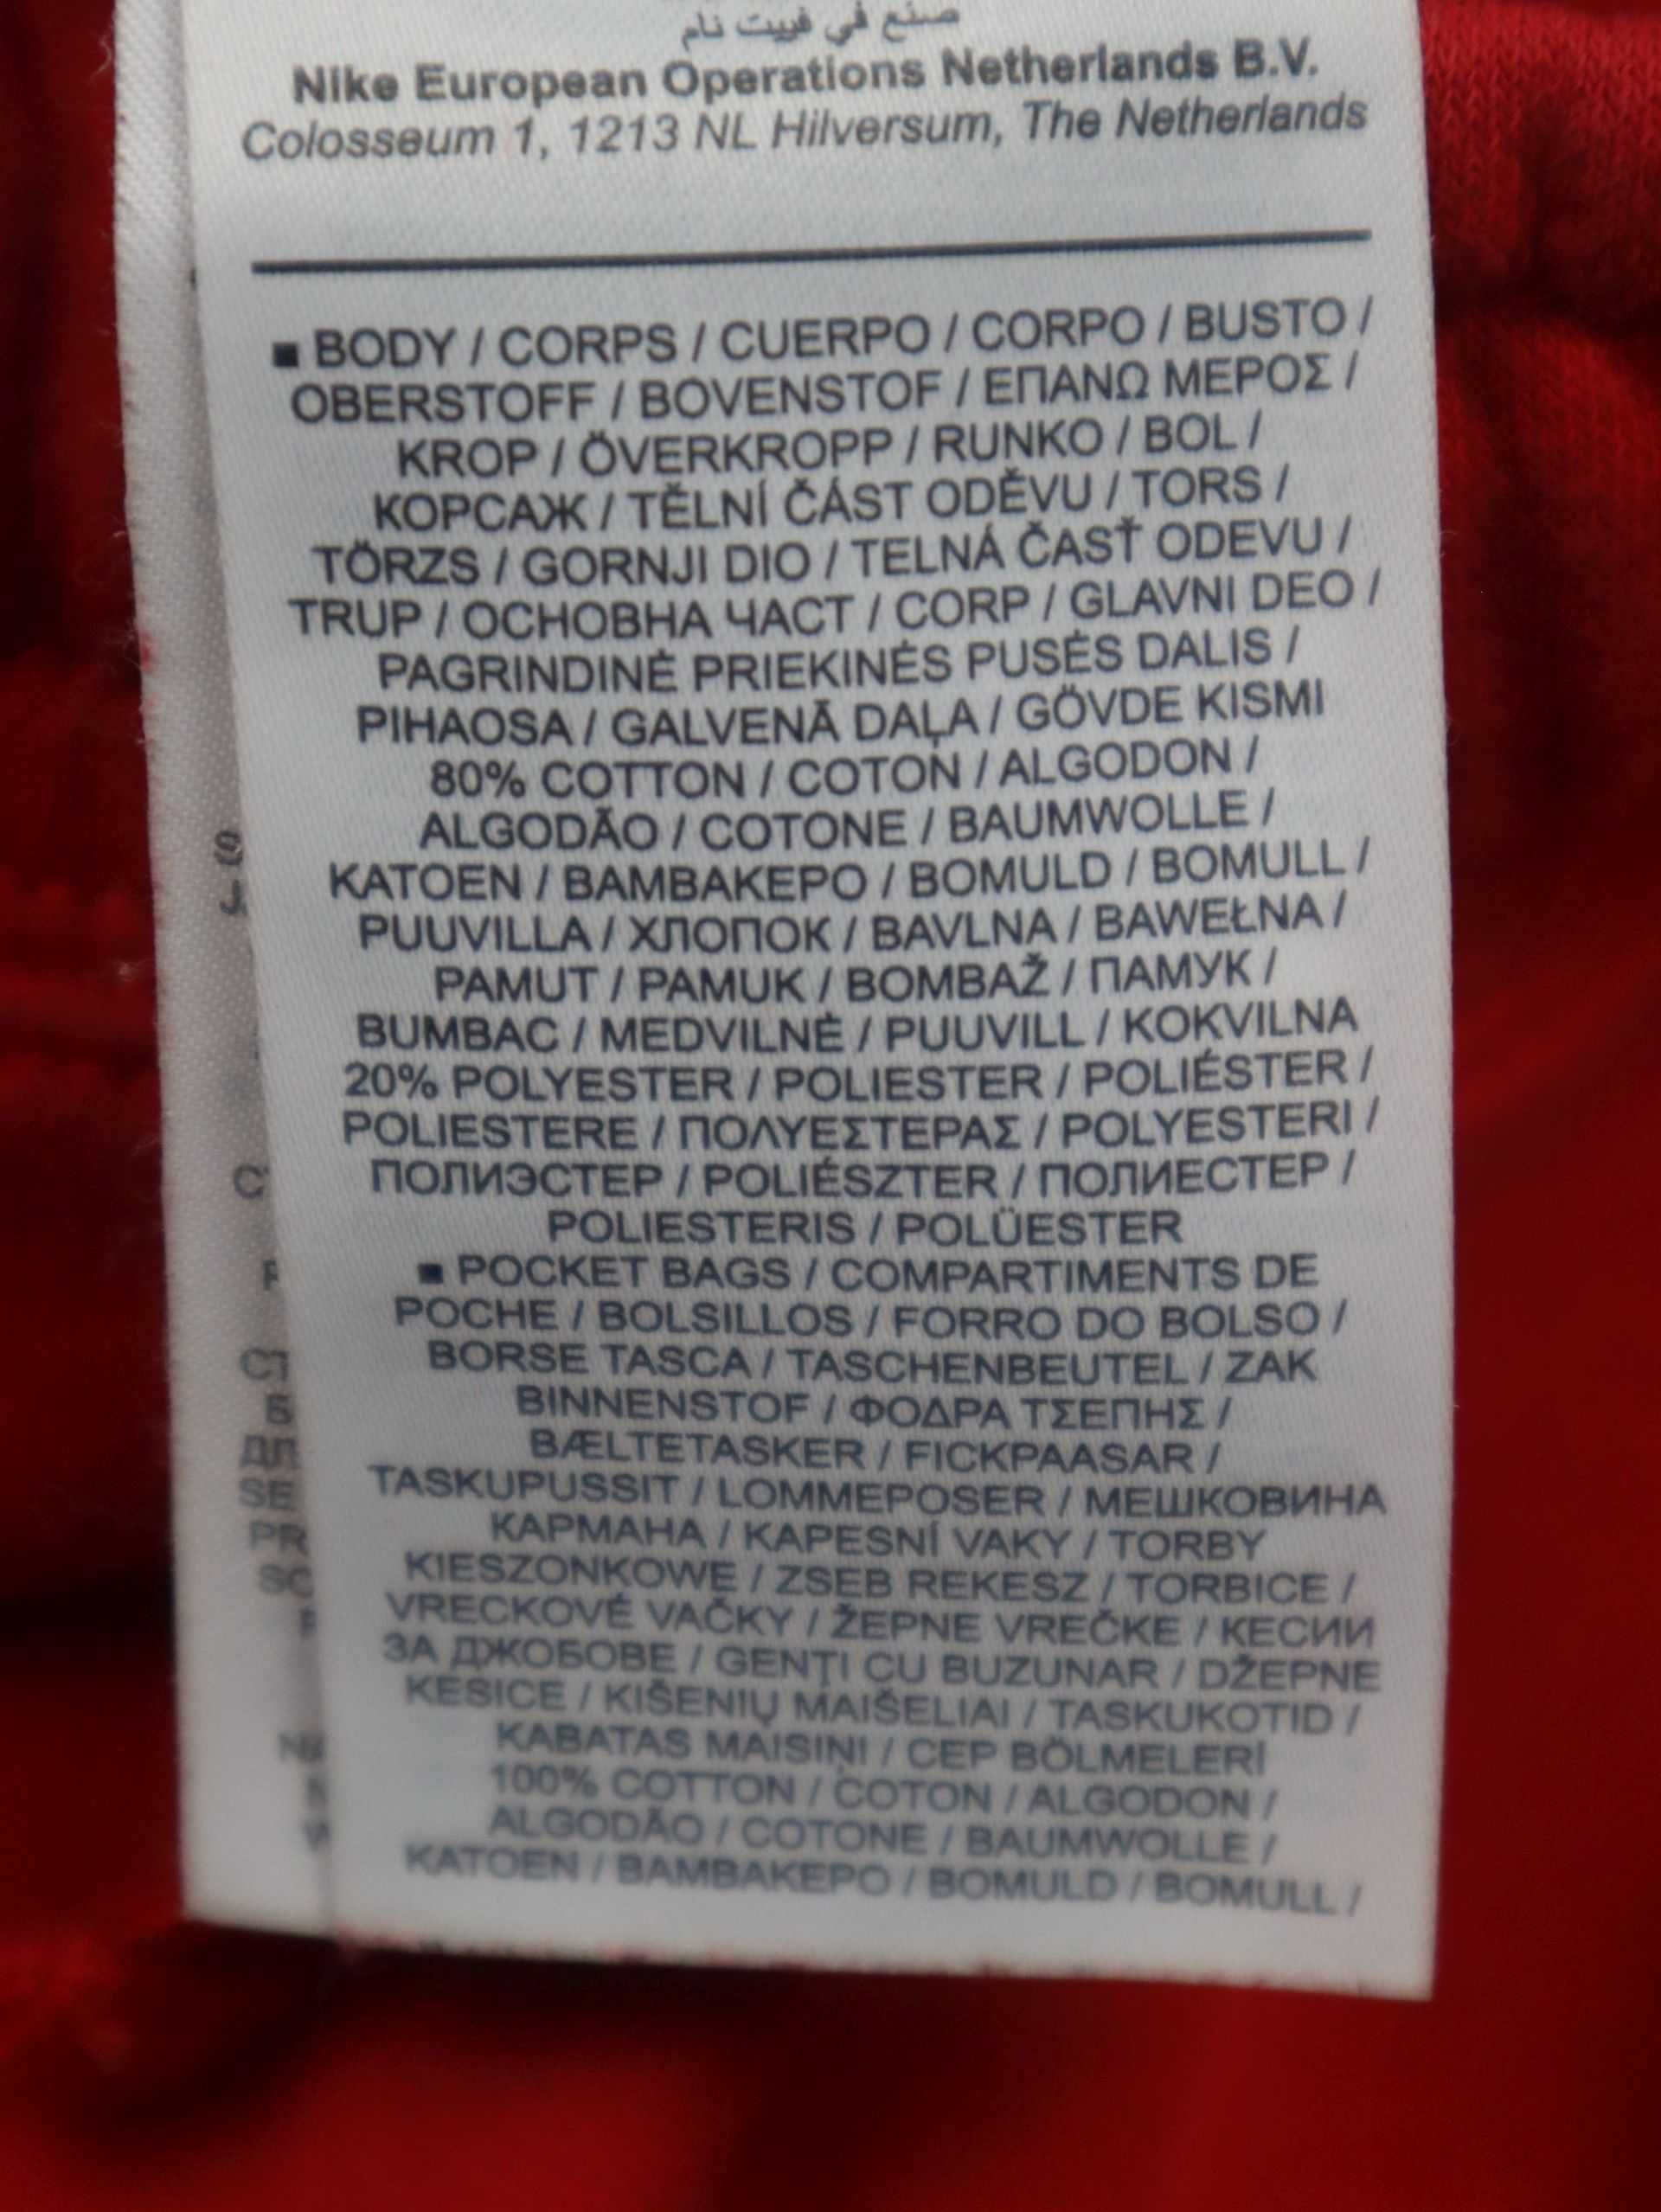 صنع في فييت نام
Nike European Operations Netherlands B.V.
Colosseum 1, 1213 NL Hilversum, The Netherlands
■ BODY / CORPS / CUERPO / CORPO / BUSTO /
OBERSTOFF / BOVENSTOF / ΕΠΑΝΩ ΜΕΡΟΣ /
KROP / ÖVERKROPP / RUNKO / BOL /
КОРСАЖ / TĚLNÍ ČÁST ODĚVU / TORS /
TÖRZS / GORNJI DIO / TELNÁ ČASŤ ODEVU /
TRUP / ОСНОВНА ЧАСТ / CORP / GLAVNI DEO /
PAGRINDINĖ PRIEKINĖS PUSĖS DALIS /
PIHAOSA / GALVENĀ DAĻA / GÖVDE KISMI
80% COTTON / COTON / ALGODON /
ALGODÃO / COTONE / BAUMWOLLE /
KATOEN / ΒΑΜΒΑΚΕΡΟ / BOMULD / BOMULL /
PUUVILLA / ХЛОПОК / BAVLNA / BAWEŁNA /
PAMUT / PAMUK / BOMBAŽ / ПАМУК /
BUMBAC / MEDVILNĖ / PUUVILL / KOKVILNA
20% POLYESTER / POLIESTER / POLIÉSTER /
POLIESTERE / ΠΟΛΥΕΣΤΕΡΑΣ / POLYESTERI /
ПОЛИЭСТЕР / POLIÉSZTER / ПОЛИЕСТЕР /
POLIESTERIS / POLÜESTER
■ POCKET BAGS / COMPARTIMENTS DE
POCHE / BOLSILLOS / FORRO DO BOLSO /
BORSE TASCA / TASCHENBEUTEL / ZAK
BINNENSTOF / ΦΟΔΡΑ ΤΣΕΠΗΣ /
BÆLTETASKER / FICKPAASAR /
TASKUPUSSIT / LOMMEPOSER / МЕШКОВИНА
КАРМАНА / KAPESNÍ VAKY / TORBY
KIESZONKOWE / ZSEB REKESZ / TORBICE /
VRECKOVÉ VAČKY / ŽEPNE VREČKE / КЕСИИ
ЗА ДЖОБОВЕ / GENȚI CU BUZUNAR / DŽEPNE
KESICE / KIŠENIŲ MAIŠELIAI / TASKUKOTID /
KABATAS MAISIŅI / CEP BÖLMELERİ
100% COTTON / COTON / ALGODON /
ALGODÃO / COTONE / BAUMWOLLE /
KATOEN / ΒΑΜΒΑΚΕΡΟ / BOMULD / BOMULL /